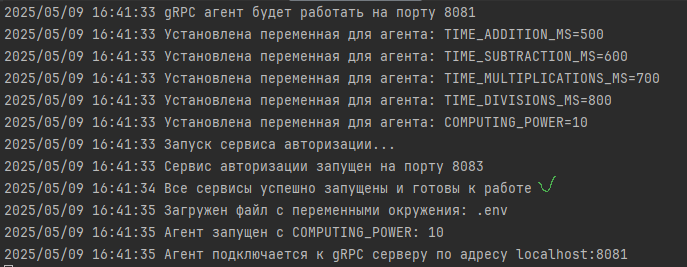 2025/05/09 16:41:33 gRPC агент будет работать на порту 8081
2025/05/09 16:41:33 Установлена переменная для агента: TIME_ADDITION_MS=500
2025/05/09 16:41:33 Установлена переменная для агента: TIME_SUBTRACTION_MS=600
2025/05/09 16:41:33 Установлена переменная для агента: TIME_MULTIPLICATIONS_MS=700
2025/05/09 16:41:33 Установлена переменная для агента: TIME_DIVISIONS_MS=800
2025/05/09 16:41:33 Установлена переменная для агента: COMPUTING_POWER=10
2025/05/09 16:41:33 Запуск сервиса авторизации...
2025/05/09 16:41:33 Сервис авторизации запущен на порту 8083
2025/05/09 16:41:34 Все сервисы успешно запущены и готовы к работе
2025/05/09 16:41:35 Загружен файл с переменными окружения: .env
2025/05/09 16:41:35 Агент запущен с COMPUTING_POWER: 10
2025/05/09 16:41:35 Агент подключается к gRPC серверу по адресу localhost:8081